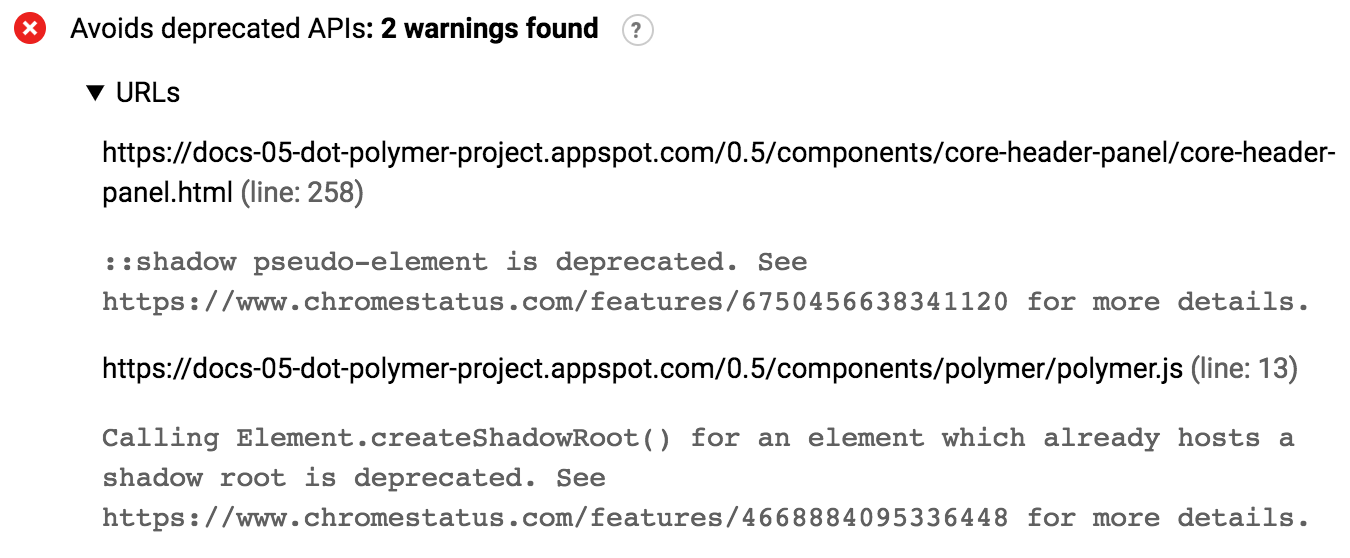 Avoids deprecated APIs: 2 warnings found ?
▼ URLs
https://docs-05-dot-polymer-project.appspot.com/0.5/components/core-header-panel/core-header-
panel.html (line: 258)
::shadow pseudo-element is deprecated. See
https://www.chromestatus.com/features/6750456638341120 for more details.
https://docs-05-dot-polymer-project.appspot.com/0.5/components/polymer/polymer.js (line: 13)
Calling Element.createShadowRoot() for an element which already hosts a
shadow root is deprecated. See
https://www.chromestatus.com/features/4668884095336448 for more details.